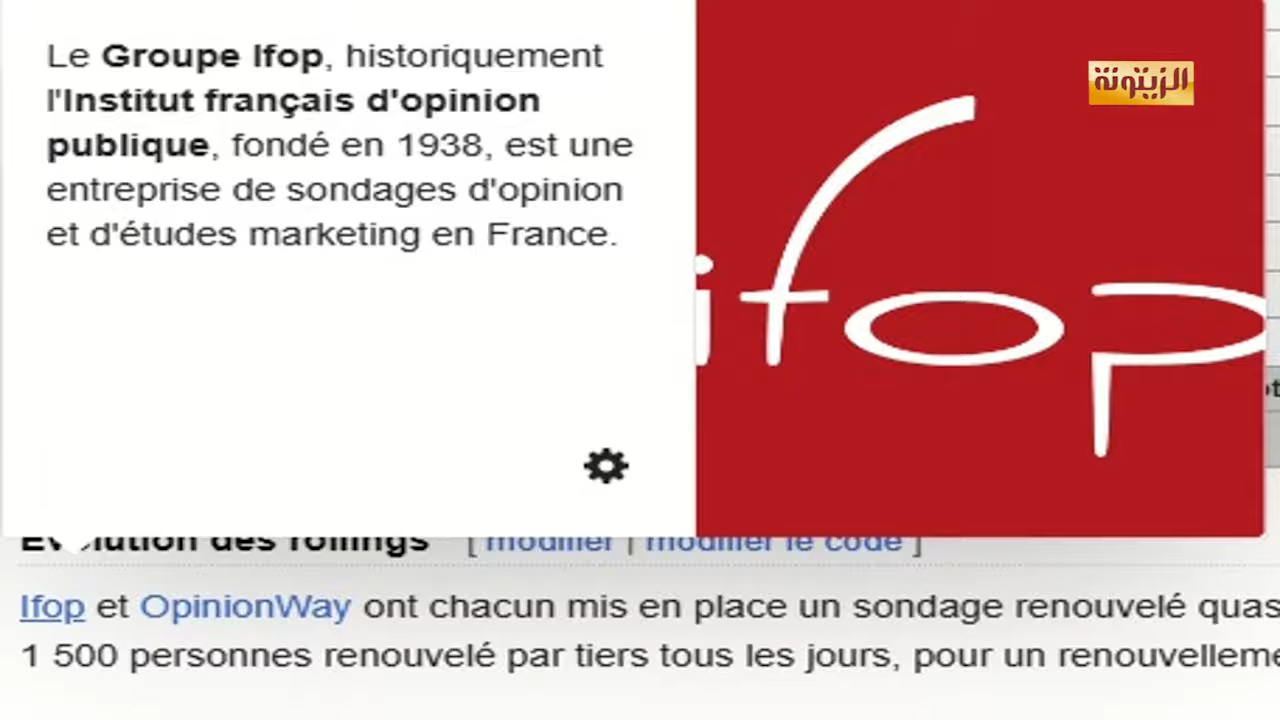 Le Groupe Ifop, historiquement
l'Institut français d'opinion
publique, fondé en 1938, est une
entreprise de sondages d'opinion
et d'études marketing en France.
الزيتونة
ifop
des rollings [ modifier | modifier le code ]
Ifop et OpinionWay ont chacun mis en place un sondage renouvelé
1 500 personnes renouvelé par tiers tous les jours, pour un